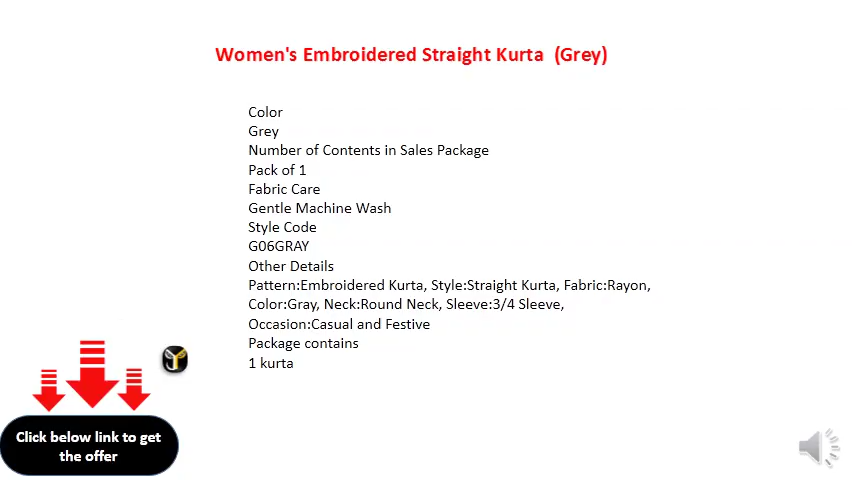 Women's Embroidered Straight Kurta (Grey)
Color
Grey
Number of Contents in Sales Package
Pack of 1
Fabric Care
Gentle Machine Wash
Style Code
G06GRAY
Other Details
Pattern:Embroidered Kurta, Style:Straight Kurta, Fabric:Rayon,
Color:Gray, Neck:Round Neck, Sleeve:3/4 Sleeve,
Occasion:Casual and Festive
Package contains
1 kurta
Click below link to get
the offer